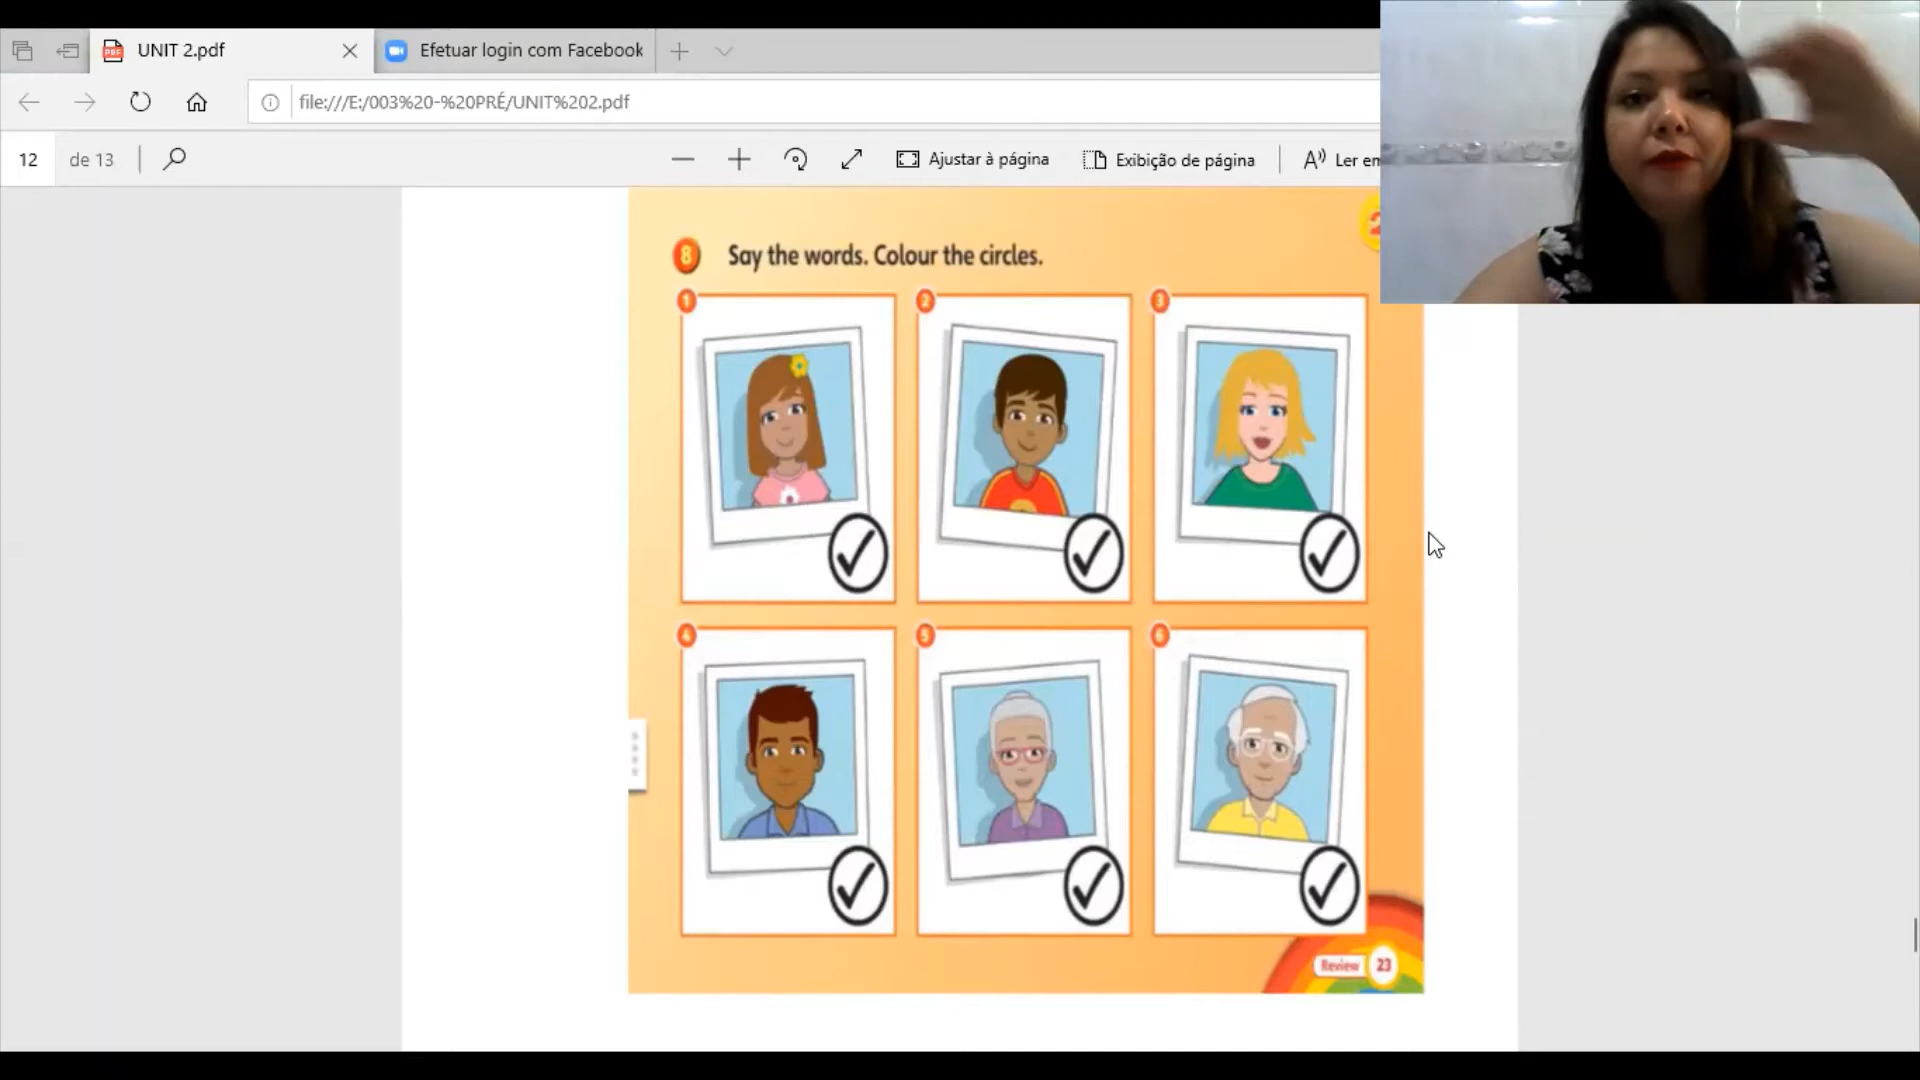 UNIT 2.pdf
Efetuar login com Facebook
file:///E:/003%20-%20PRÉ/UNIT%202.pdf
12 de 13
Ajustar à página
Exibição de página
Ler em
2
8 Say the words. Colour the circles.
1
2
3
4
5
6
Review 23